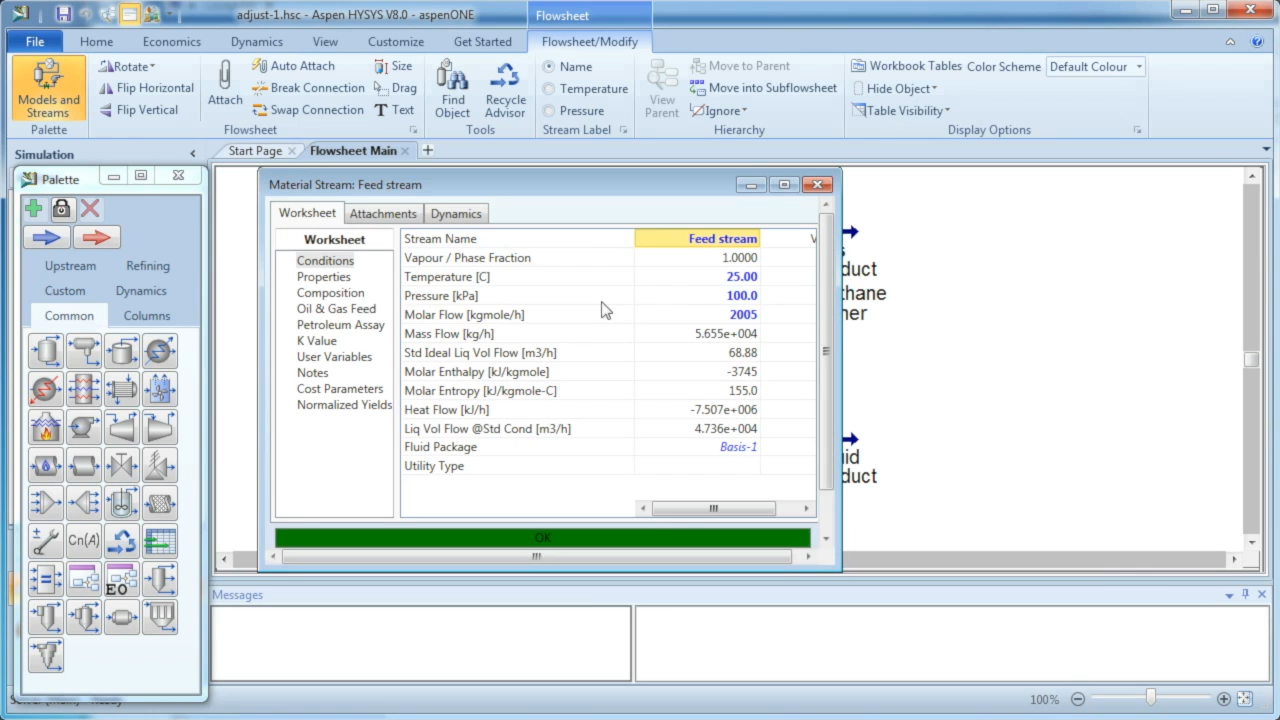 adjust-1.hsc - Aspen HYSYS V8.0 - aspenONE
Flowsheet
File Home Economics Dynamics View Customize Get Started Flowsheet/Modify
Models and Streams
Palette
Rotate
Flip Horizontal
Flip Vertical
Attach
Auto Attach
Break Connection
Swap Connection
Size
Drag
Text
Flowsheet
Find Object
Recycle Advisor
Tools
Name
Temperature
Pressure
Stream Label
View Parent
Move to Parent
Move into Subflowsheet
Ignore
Hierarchy
Workbook Tables Color Scheme Default Colour
Hide Object
Table Visibility
Display Options
Simulation
Start Page
Flowsheet Main
Palette
Upstream Refining
Custom Dynamics
Common Columns
Cn(A)
EO
Material Stream: Feed stream
Worksheet Attachments Dynamics
Worksheet
Conditions
Properties
Composition
Oil & Gas Feed
Petroleum Assay
K Value
User Variables
Notes
Cost Parameters
Normalized Yields
Stream Name Feed stream V
Vapour / Phase Fraction 1.0000
Temperature [C] 25.00
Pressure [kPa] 100.0
Molar Flow [kgmole/h] 2005
Mass Flow [kg/h] 5.655e+004
Std Ideal Liq Vol Flow [m3/h] 68.88
Molar Enthalpy [kJ/kgmole] -3745
Molar Entropy [kJ/kgmole-C] 155.0
Heat Flow [kJ/h] -7.507e+006
Liq Vol Flow @Std Cond [m3/h] 4.736e+004
Fluid Package Basis-1
Utility Type
OK
duct
thane
ner
id
duct
Messages
100%